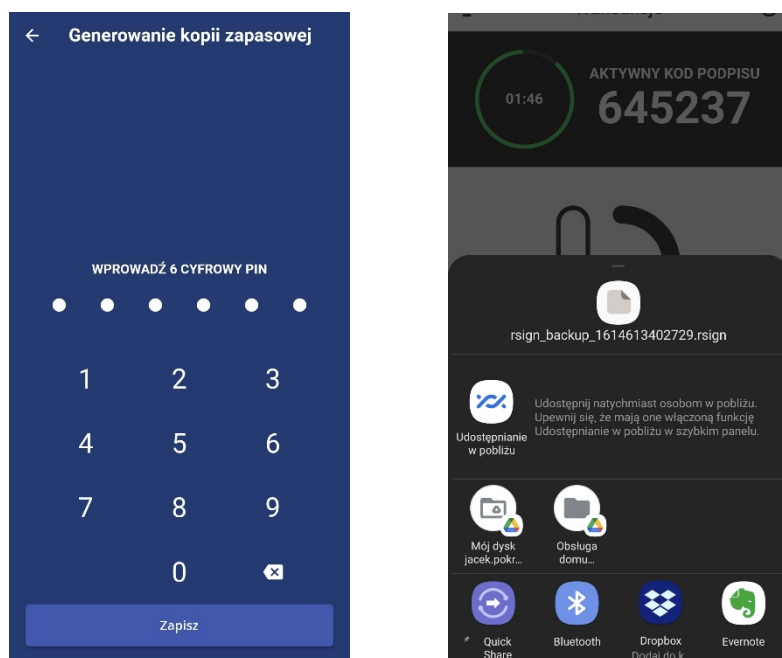 Generowanie kopii zapasowej
WPROWADŹ 6 CYFROWY PIN
1 2 3
4 5 6
7 8 9
0
Zapisz
01:46
AKTYWNY KOD PODPISU
645237
rsign_backup_1614613402729.rsign
Udostępnianie
w pobliżu
Udostępnij natychmiast osobom w pobliżu.
Upewnij się, że mają one włączoną funkcję
Udostępnianie w pobliżu w szybkim panelu.
Mój dysk
jacek.pokr...
Obsługa
domu...
Quick
Share
Bluetooth
Dropbox
Dodaj do k...
Evernote